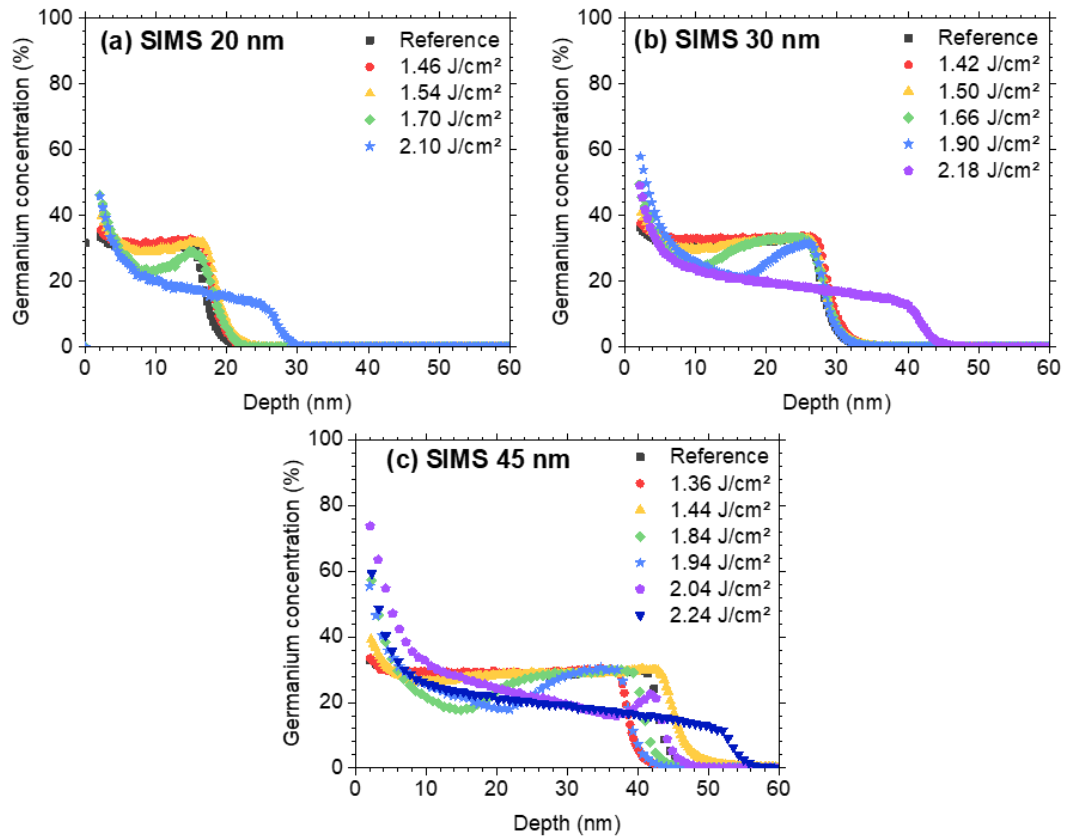 (a) SIMS 20 nm
Reference
1.46 J/cm²
1.54 J/cm²
1.70 J/cm²
2.10 J/cm²
Germanium concentration (%)
100
80
60
40
20
0
0 10 20 30 40 50 60
Depth (nm)
(b) SIMS 30 nm
Reference
1.42 J/cm²
1.50 J/cm²
1.66 J/cm²
1.90 J/cm²
2.18 J/cm²
Germanium concentration (%)
100
80
60
40
20
0
0 10 20 30 40 50 60
Depth (nm)
(c) SIMS 45 nm
Reference
1.36 J/cm²
1.44 J/cm²
1.84 J/cm²
1.94 J/cm²
2.04 J/cm²
2.24 J/cm²
Germanium concentration (%)
100
80
60
40
20
0
0 10 20 30 40 50 60
Depth (nm)